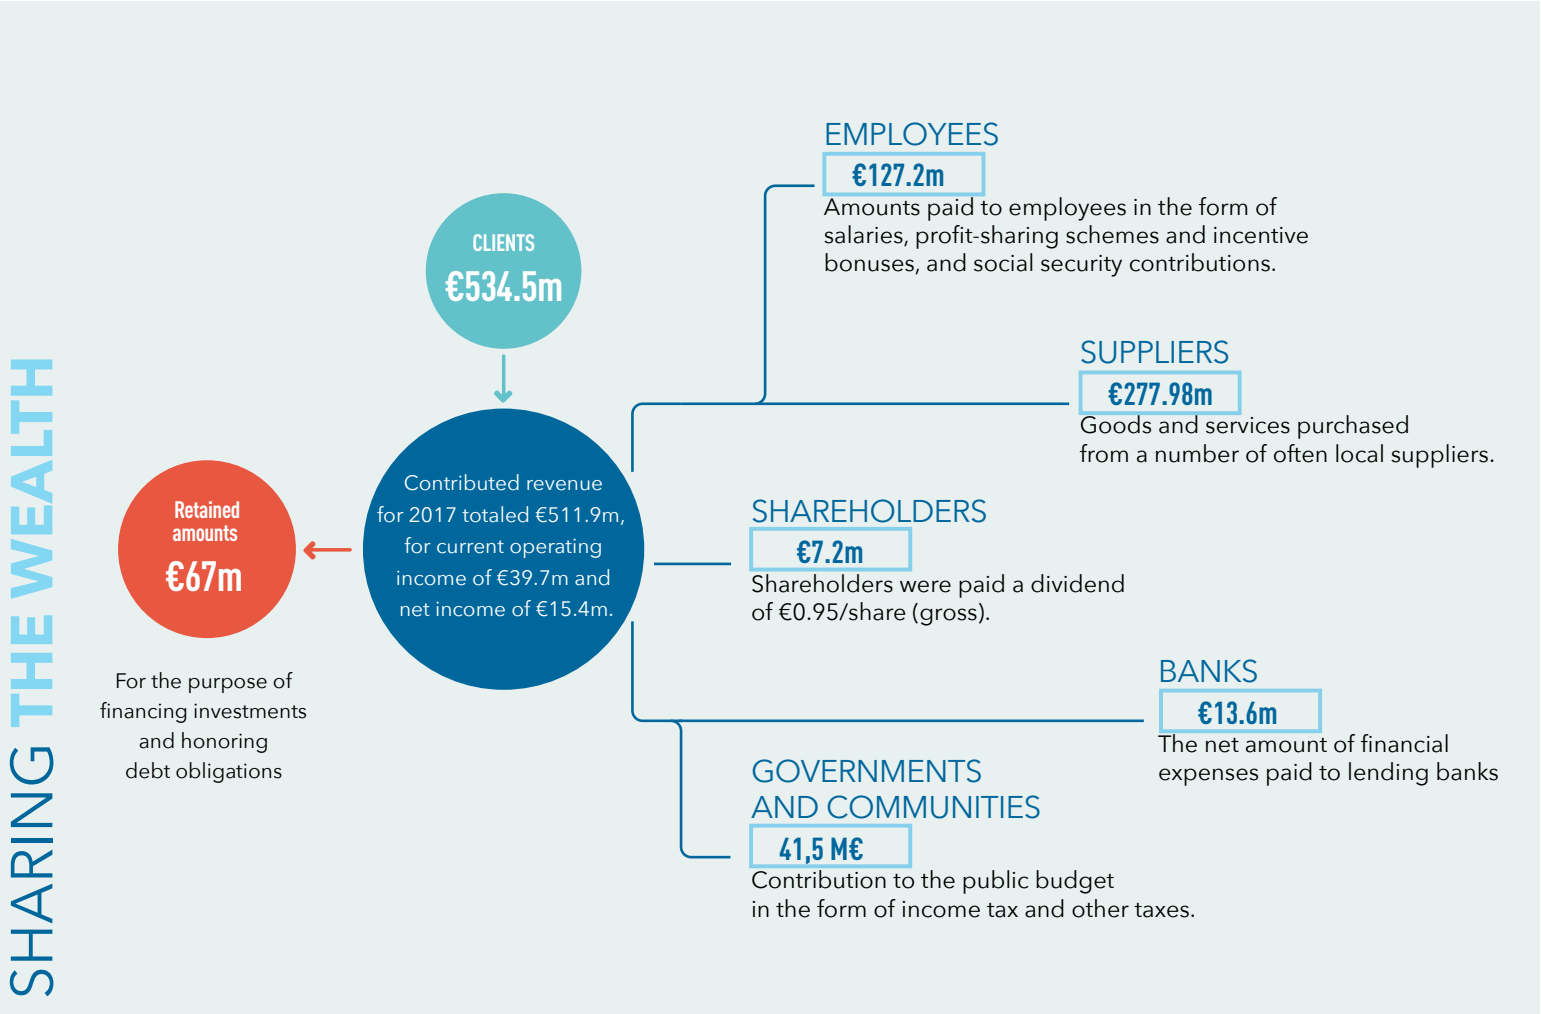 SHARING THE WEALTH
CLIENTS
€534.5m
Contributed revenue
for 2017 totaled €511.9m,
for current operating
income of €39.7m and
net income of €15.4m.
Retained
amounts
€67m
For the purpose of
financing investments
and honoring
debt obligations
EMPLOYEES
€127.2m
Amounts paid to employees in the form of
salaries, profit-sharing schemes and incentive
bonuses, and social security contributions.
SUPPLIERS
€277.98m
Goods and services purchased
from a number of often local suppliers.
SHAREHOLDERS
€7.2m
Shareholders were paid a dividend
of €0.95/share (gross).
BANKS
€13.6m
The net amount of financial
expenses paid to lending banks
GOVERNMENTS
AND COMMUNITIES
41,5 M€
Contribution to the public budget
in the form of income tax and other taxes.